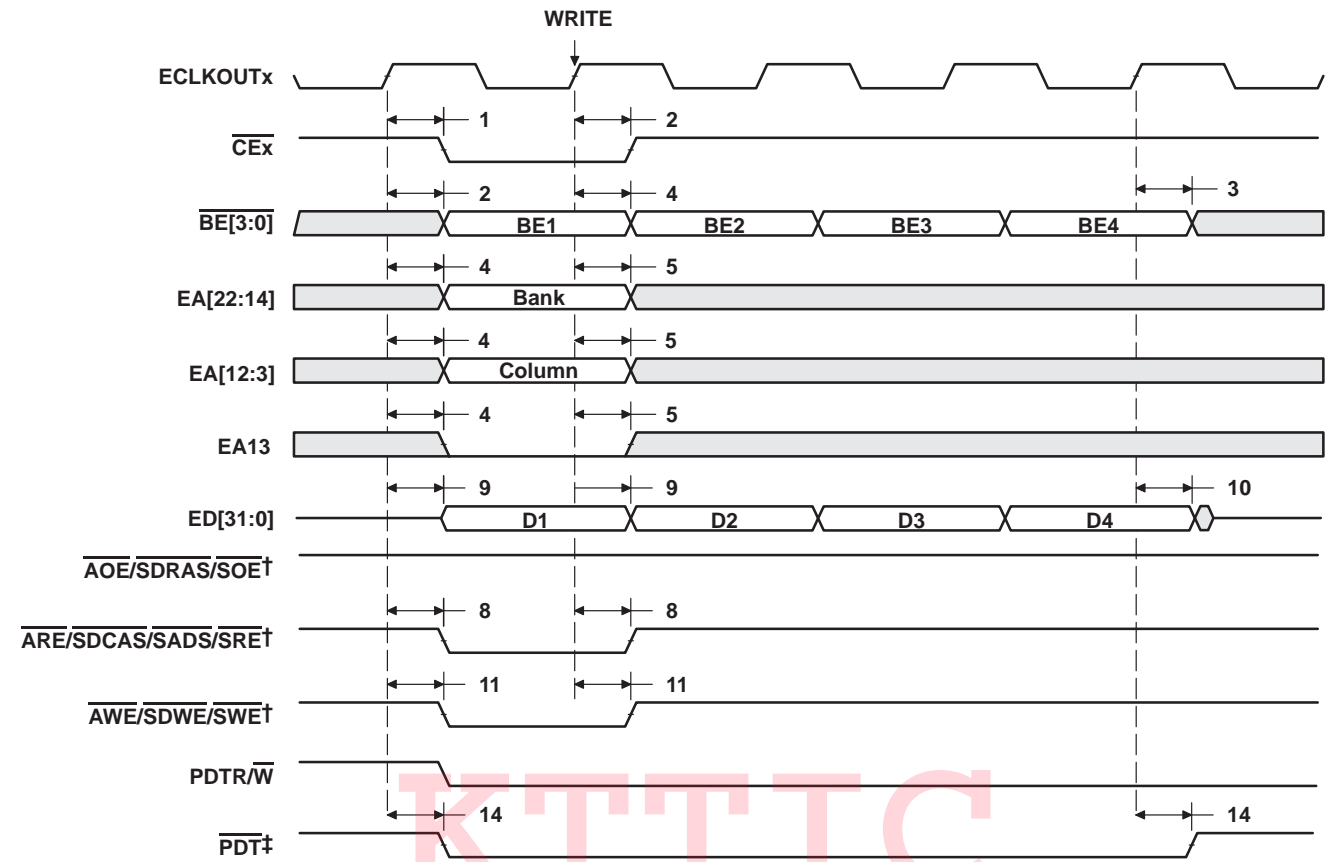 WRITE
ECLKOUTx
1 2
CEx
2 4 3
BE[3:0] BE1 BE2 BE3 BE4
4 5
EA[22:14] Bank
4 5
EA[12:3] Column
4 5
EA13
9 9 10
ED[31:0] D1 D2 D3 D4
AOE/SDRAS/SOE†
8 8
ARE/SDCAS/SADS/SRE†
11 11
AWE/SDWE/SWE†
PDTR/W
14 14
PDT‡
KTTTC